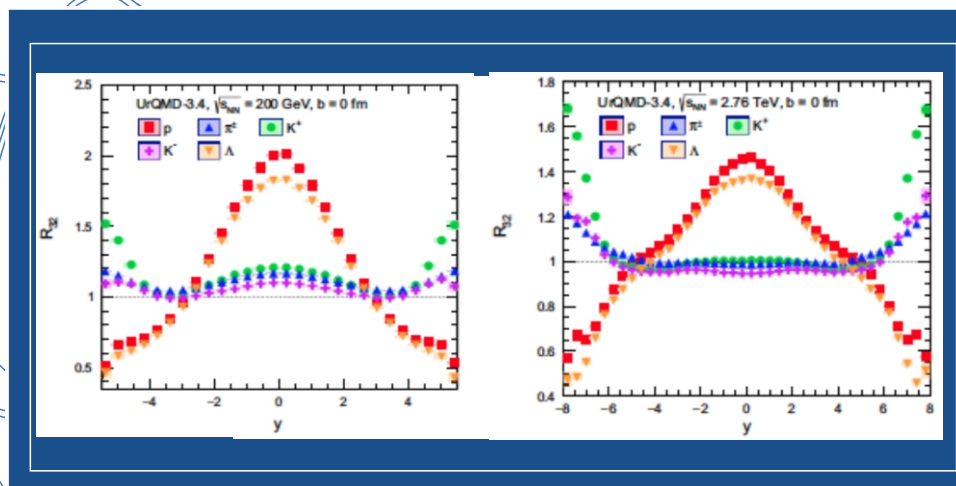 2.5
2
1.5
1
0.5
R32
UrQMD-3.4, √sNN = 200 GeV, b = 0 fm
p π± K+
K- Λ
-4 -2 0 2 4
y
1.8
1.6
1.4
1.2
1
0.8
0.6
0.4
R32
UrQMD-3.4, √sNN = 2.76 TeV, b = 0 fm
p π± K+
K- Λ
-8 -6 -4 -2 0 2 4 6 8
y